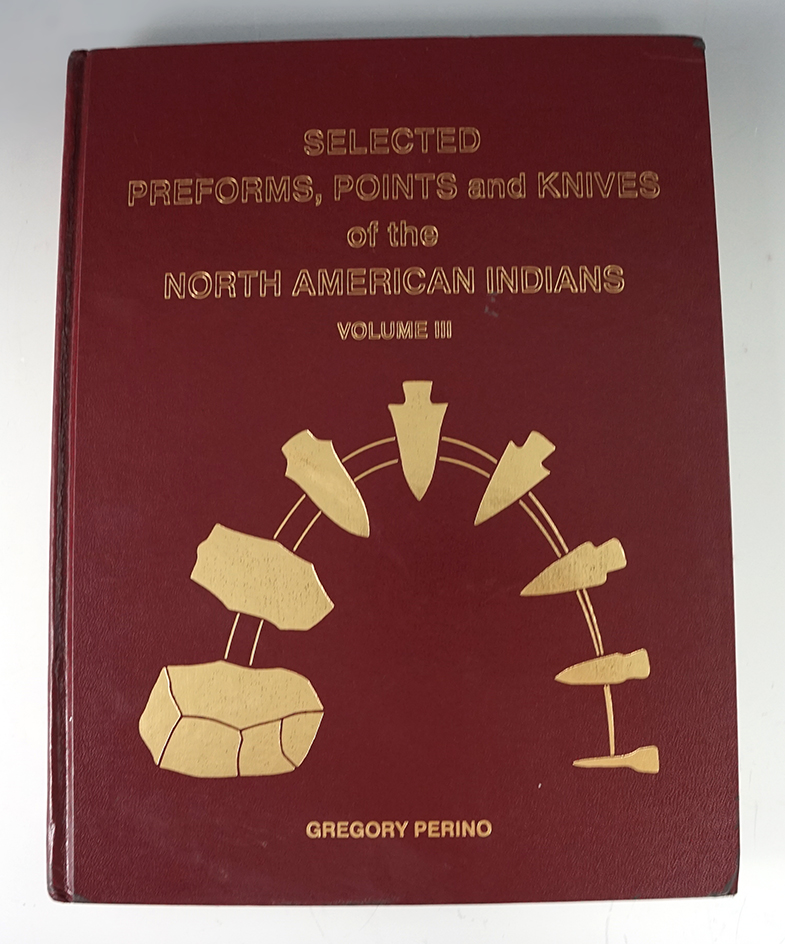 SELECTED
PREFORMS, POINTS and KNIVES
of the
NORTH AMERICAN INDIANS
VOLUME III
GREGORY PERINO